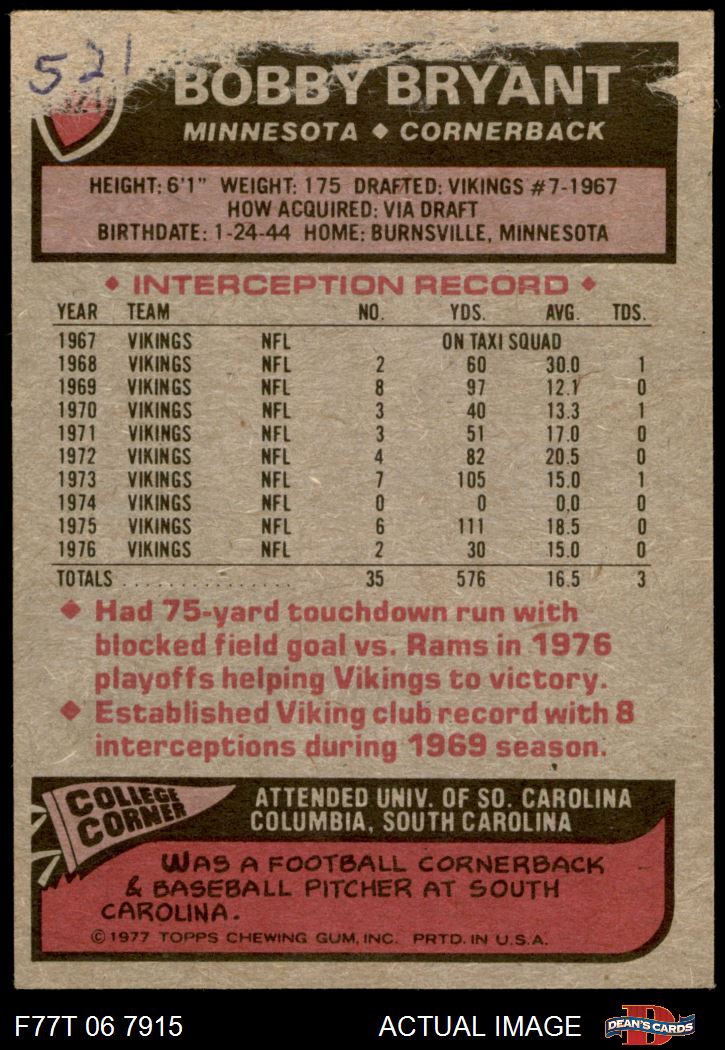 521
BOBBY BRYANT
MINNESOTA ◆ CORNERBACK
HEIGHT: 6'1" WEIGHT: 175 DRAFTED: VIKINGS #7-1967
HOW ACQUIRED: VIA DRAFT
BIRTHDATE: 1-24-44 HOME: BURNSVILLE, MINNESOTA
◆ INTERCEPTION RECORD ◆
YEAR TEAM NO. YDS. AVG. TDS.
1967 VIKINGS NFL ON TAXI SQUAD
1968 VIKINGS NFL 2 60 30.0 1
1969 VIKINGS NFL 8 97 12.1 0
1970 VIKINGS NFL 3 40 13.3 1
1971 VIKINGS NFL 3 51 17.0 0
1972 VIKINGS NFL 4 82 20.5 0
1973 VIKINGS NFL 7 105 15.0 1
1974 VIKINGS NFL 0 0 0.0 0
1975 VIKINGS NFL 6 111 18.5 0
1976 VIKINGS NFL 2 30 15.0 0
TOTALS . . . . . . . . . . . . . . . 35 576 16.5 3
◆ Had 75-yard touchdown run with
blocked field goal vs. Rams in 1976
playoffs helping Vikings to victory.
◆ Established Viking club record with 8
interceptions during 1969 season.
COLLEGE
CORNER
ATTENDED UNIV. OF SO. CAROLINA
COLUMBIA, SOUTH CAROLINA
WAS A FOOTBALL CORNERBACK
& BASEBALL PITCHER AT SOUTH
CAROLINA.
© 1977 TOPPS CHEWING GUM, INC. PRTD. IN U.S.A.
F77T 06 7915 ACTUAL IMAGE
DEAN'S CARDS